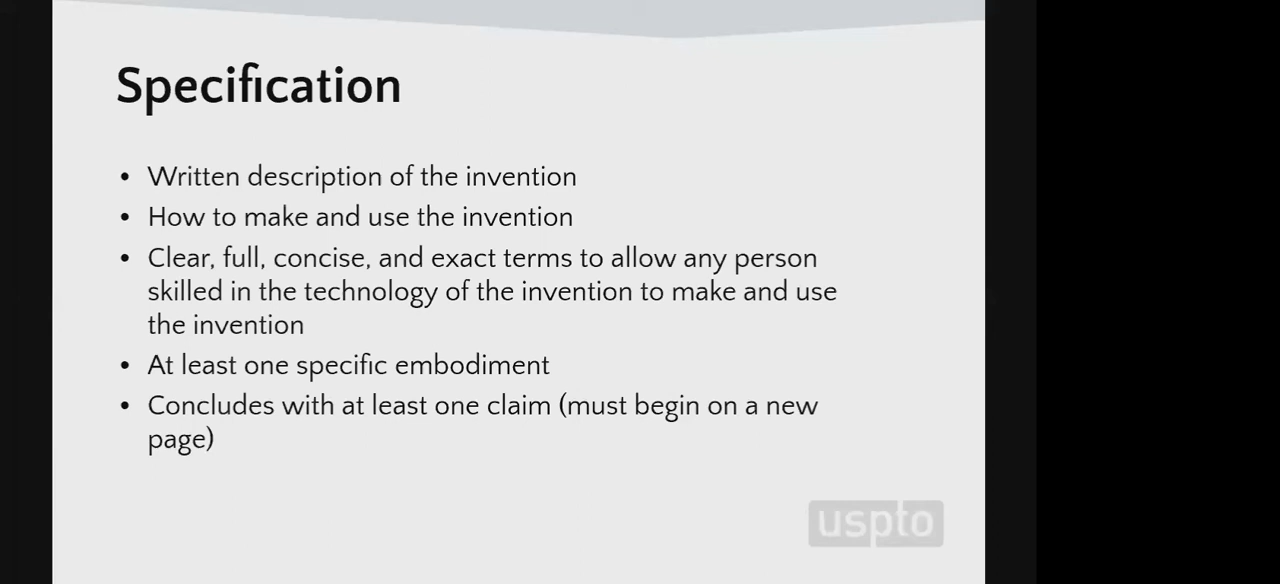 Specification
• Written description of the invention
• How to make and use the invention
• Clear, full, concise, and exact terms to allow any person
skilled in the technology of the invention to make and use
the invention
• At least one specific embodiment
• Concludes with at least one claim (must begin on a new
page)
uspto